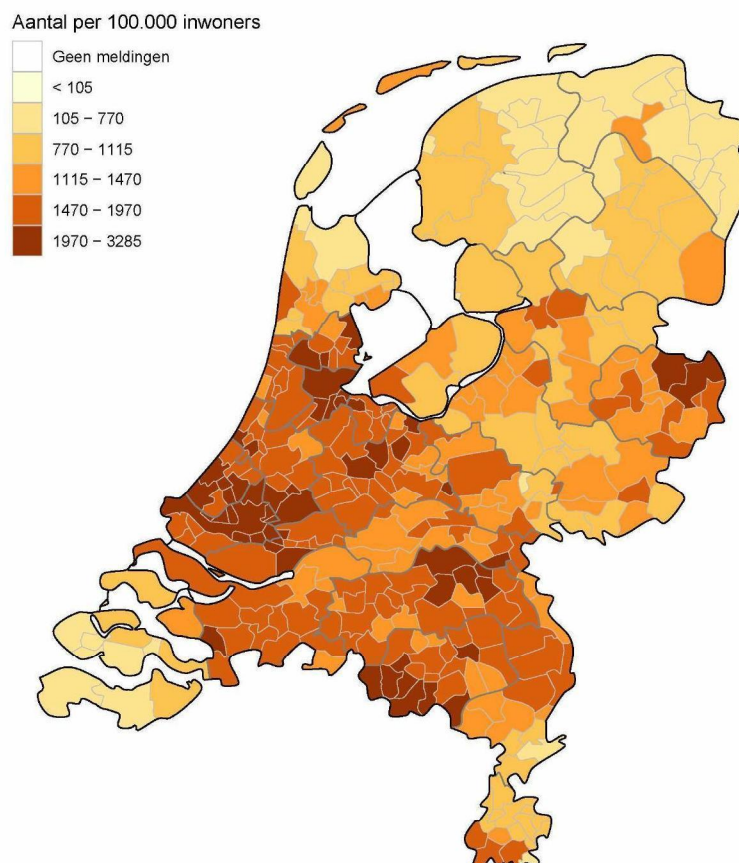 Aantal per 100.000 inwoners
Geen meldingen
< 105
105 – 770
770 – 1115
1115 – 1470
1470 – 1970
1970 – 3285